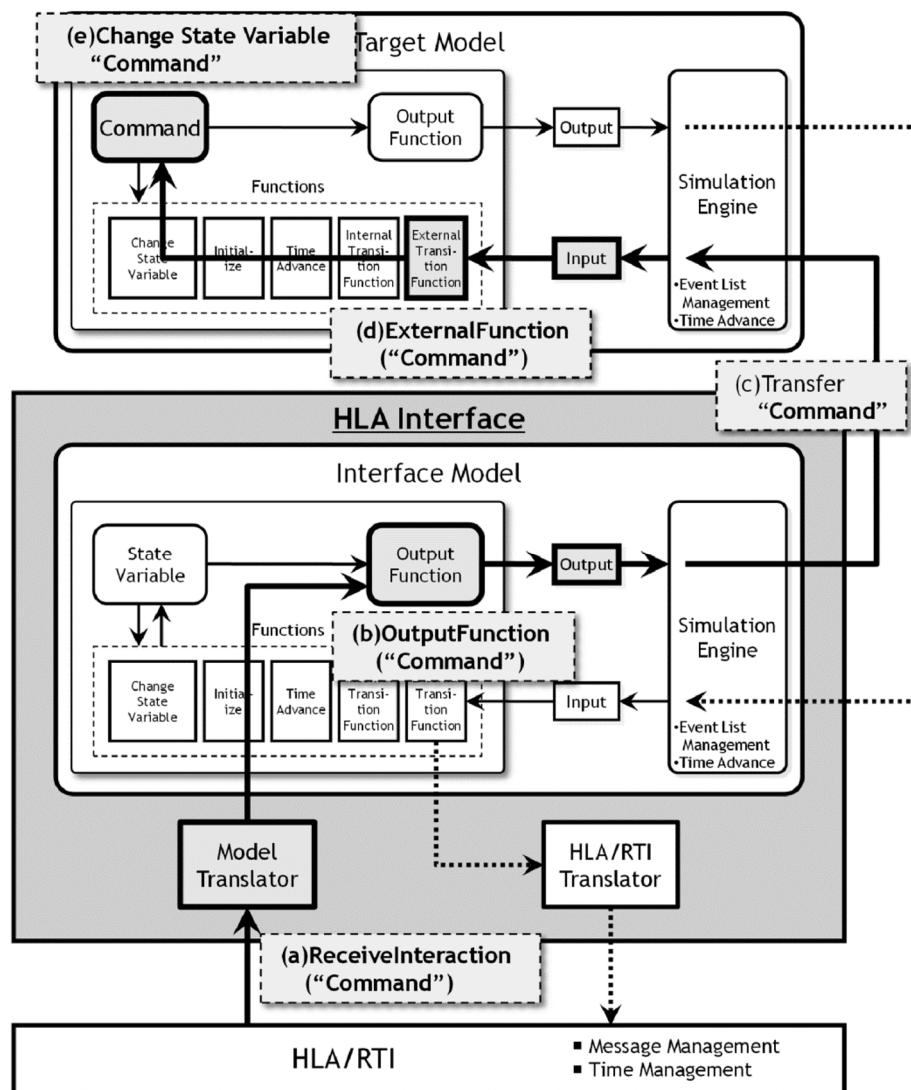 (e)Change State Variable
“Command”
Target Model
Command
Output
Function
Output
Simulation
Engine
Functions
Change
State
Variable
Initial-
ize
Time
Advance
Internal
Transi-
tion
Function
External
Transi-
tion
Function
Input
•Event List
Management
•Time Advance
(d)ExternalFunction
(“Command”)
(c)Transfer
“Command”
HLA Interface
Interface Model
State
Variable
Output
Function
Output
Simulation
Engine
Functions
(b)OutputFunction
(“Command”)
Change
State
Variable
Initial-
ize
Time
Advance
Transi-
tion
Function
Transi-
tion
Function
Input
•Event List
Management
•Time Advance
Model
Translator
HLA/RTI
Translator
(a)ReceiveInteraction
(“Command”)
HLA/RTI
▪ Message Management
▪ Time Management